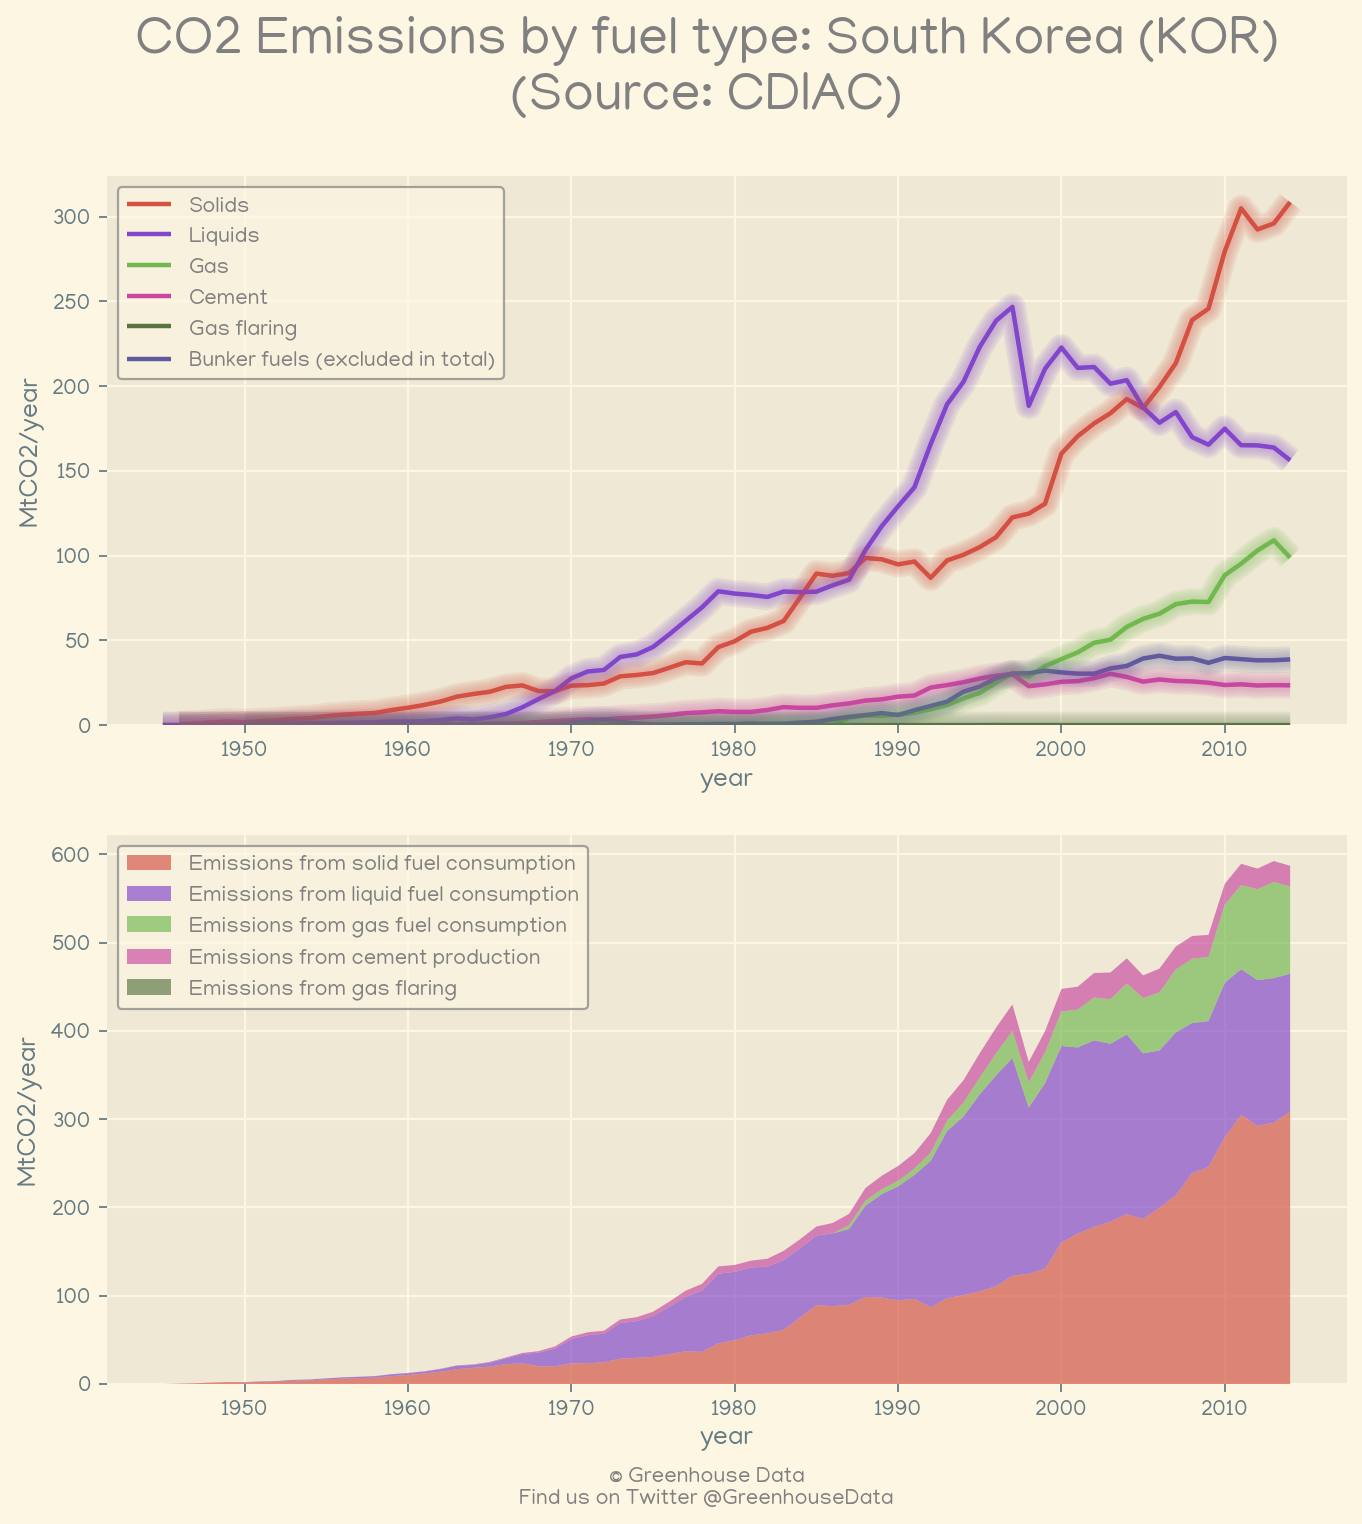 CO2 Emissions by fuel type: South Korea (KOR)
(Source: CDIAC)
Solids
Liquids
Gas
Cement
Gas flaring
Bunker fuels (excluded in total)
300
250
200
150
100
50
0
MtCO2/year
1950 1960 1970 1980 1990 2000 2010
year
Emissions from solid fuel consumption
Emissions from liquid fuel consumption
Emissions from gas fuel consumption
Emissions from cement production
Emissions from gas flaring
600
500
400
300
200
100
0
MtCO2/year
1950 1960 1970 1980 1990 2000 2010
year
© Greenhouse Data
Find us on Twitter @GreenhouseData